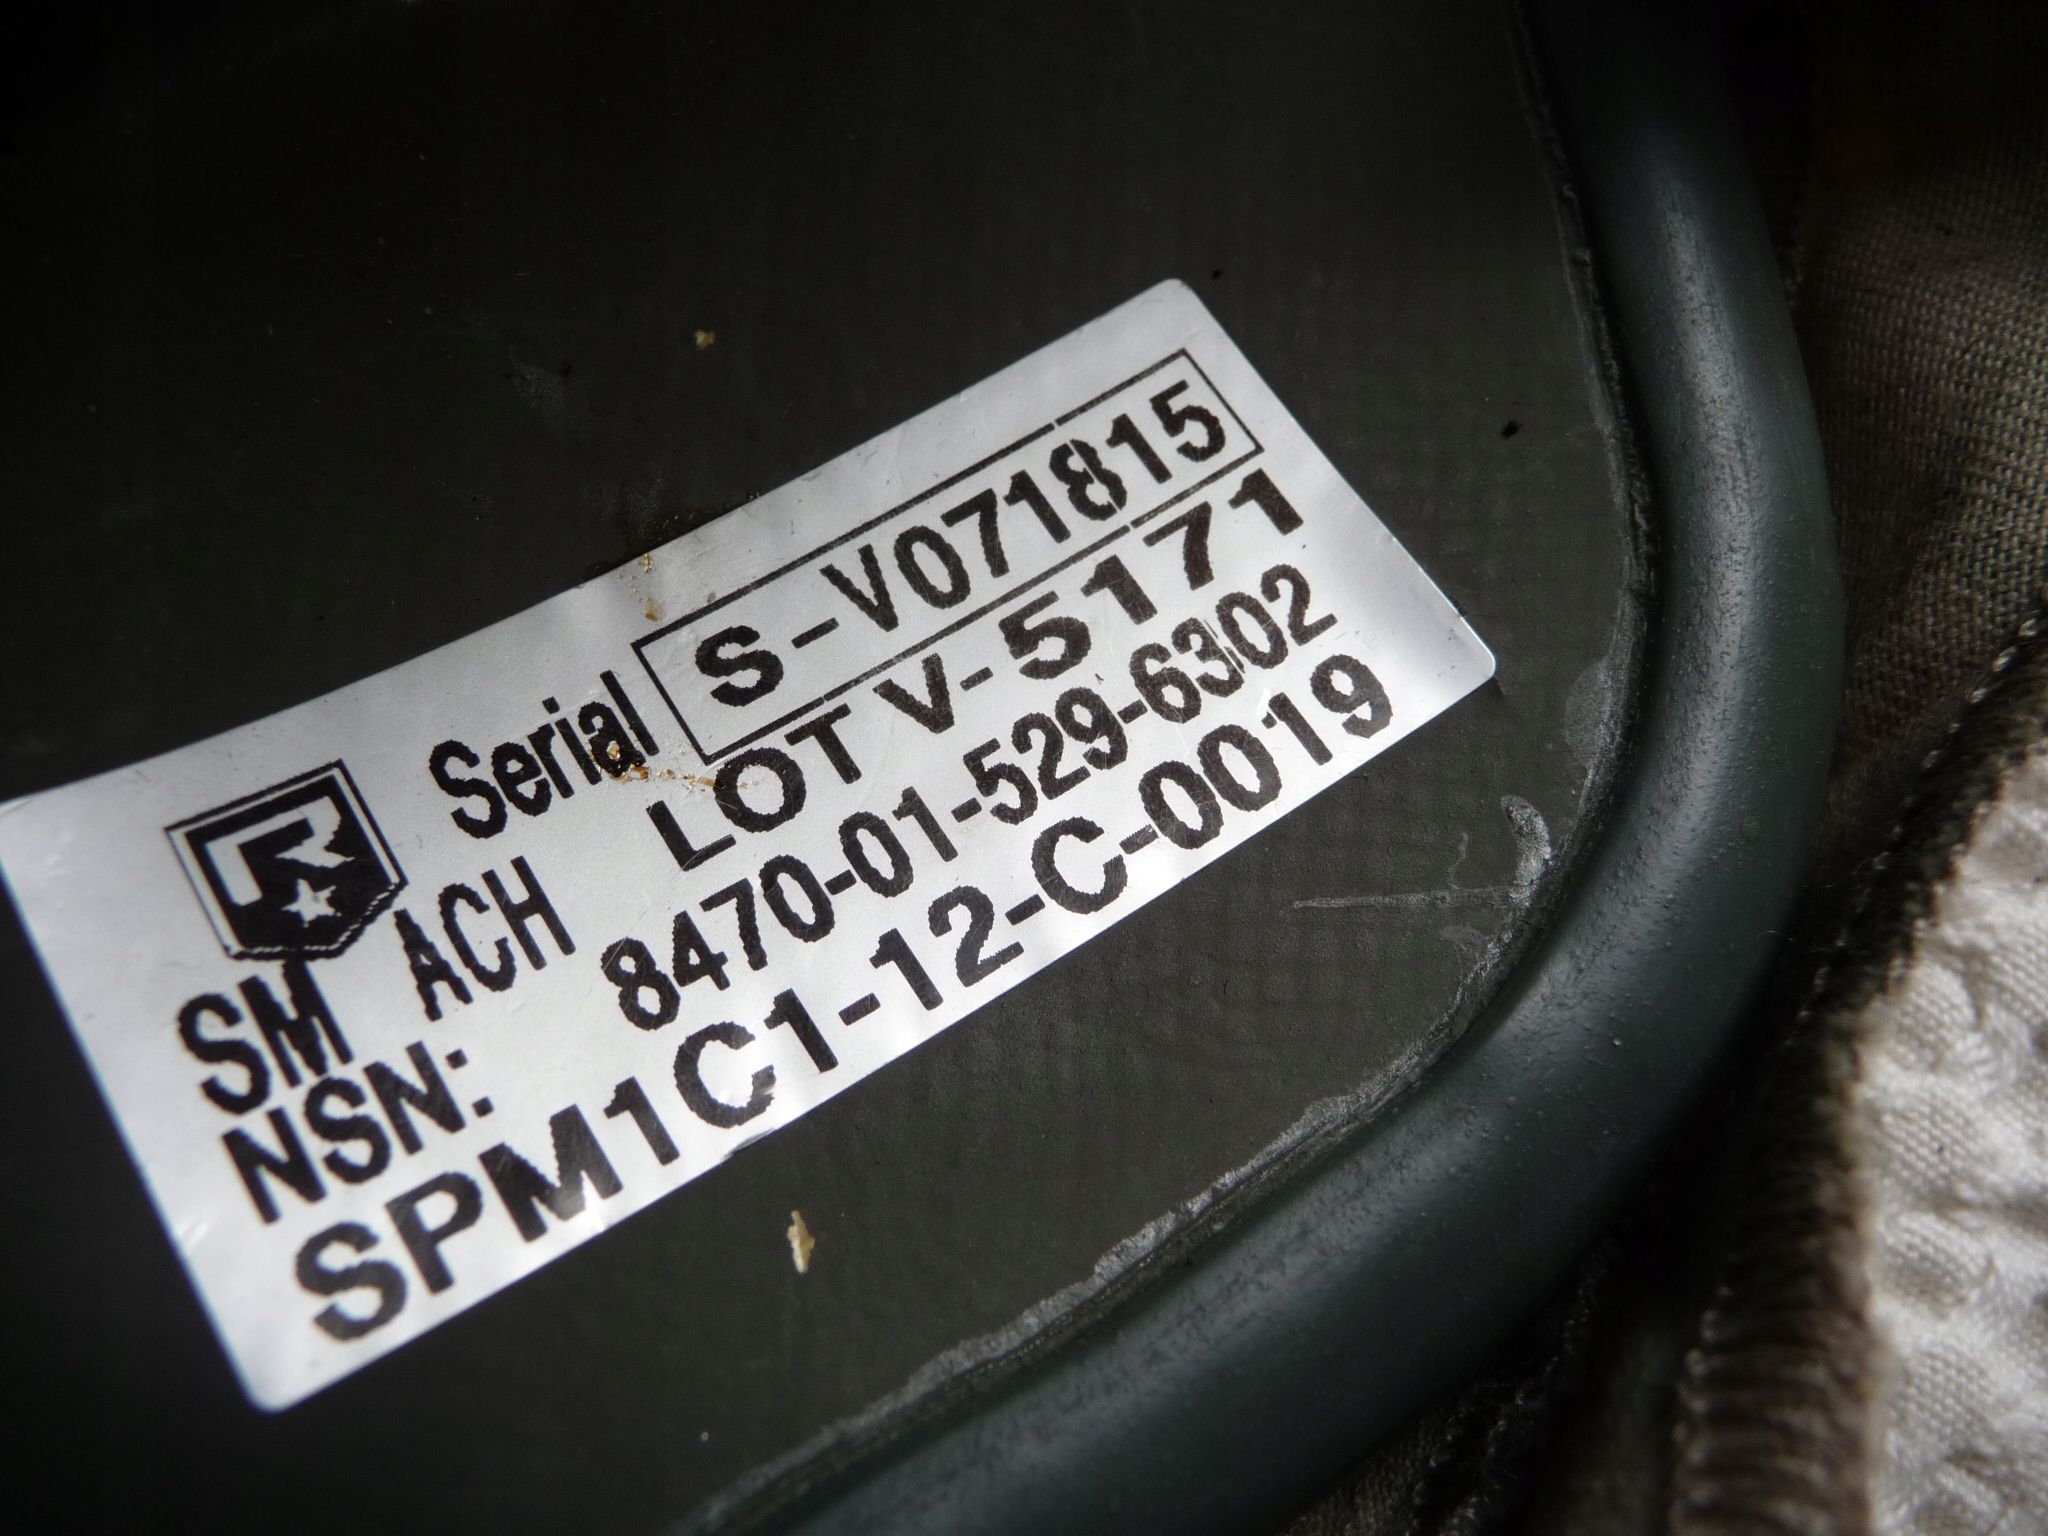 R
Serial S-V071815
SM ACH LOT V-5171
NSN: 8470-01-529-6302
SPM1C1-12-C-0019